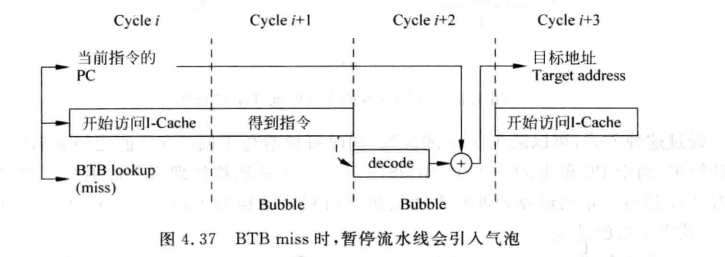 Cycle i
Cycle i+1
Cycle i+2
Cycle i+3
当前指令的
PC
目标地址
Target address
开始访问I-Cache
得到指令
开始访问I-Cache
decode
+
BTB lookup
(miss)
Bubble
Bubble
图 4.37 BTB miss 时,暂停流水线会引入气泡